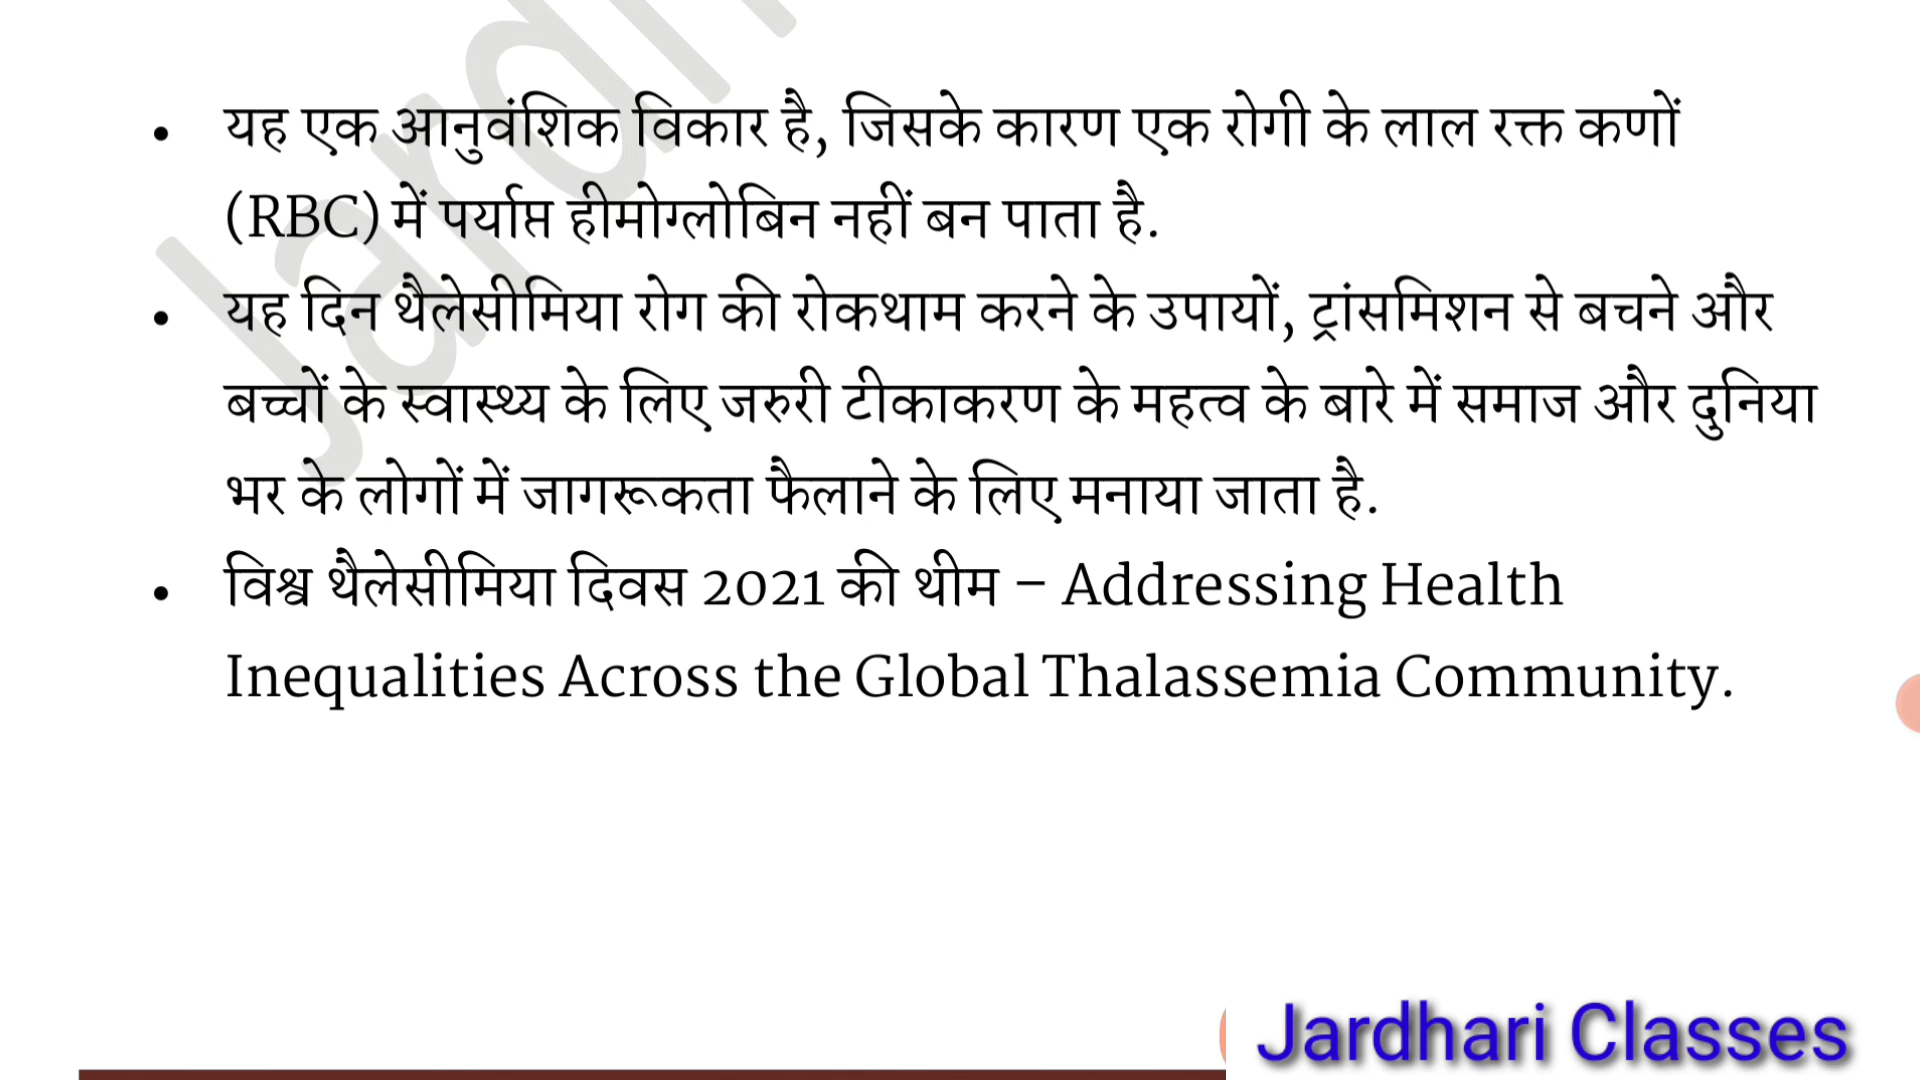 • यह एक आनुवंशिक विकार है, जिसके कारण एक रोगी के लाल रक्त कणों
(RBC) में पर्याप्त हीमोग्लोबिन नहीं बन पाता है.
• यह दिन थैलेसीमिया रोग की रोकथाम करने के उपायों, ट्रांसमिशन से बचने और
बच्चों के स्वास्थ्य के लिए जरुरी टीकाकरण के महत्व के बारे में समाज और दुनिया
भर के लोगों में जागरूकता फैलाने के लिए मनाया जाता है.
• विश्व थैलेसीमिया दिवस 2021 की थीम – Addressing Health
Inequalities Across the Global Thalassemia Community.
Jardhari Classes